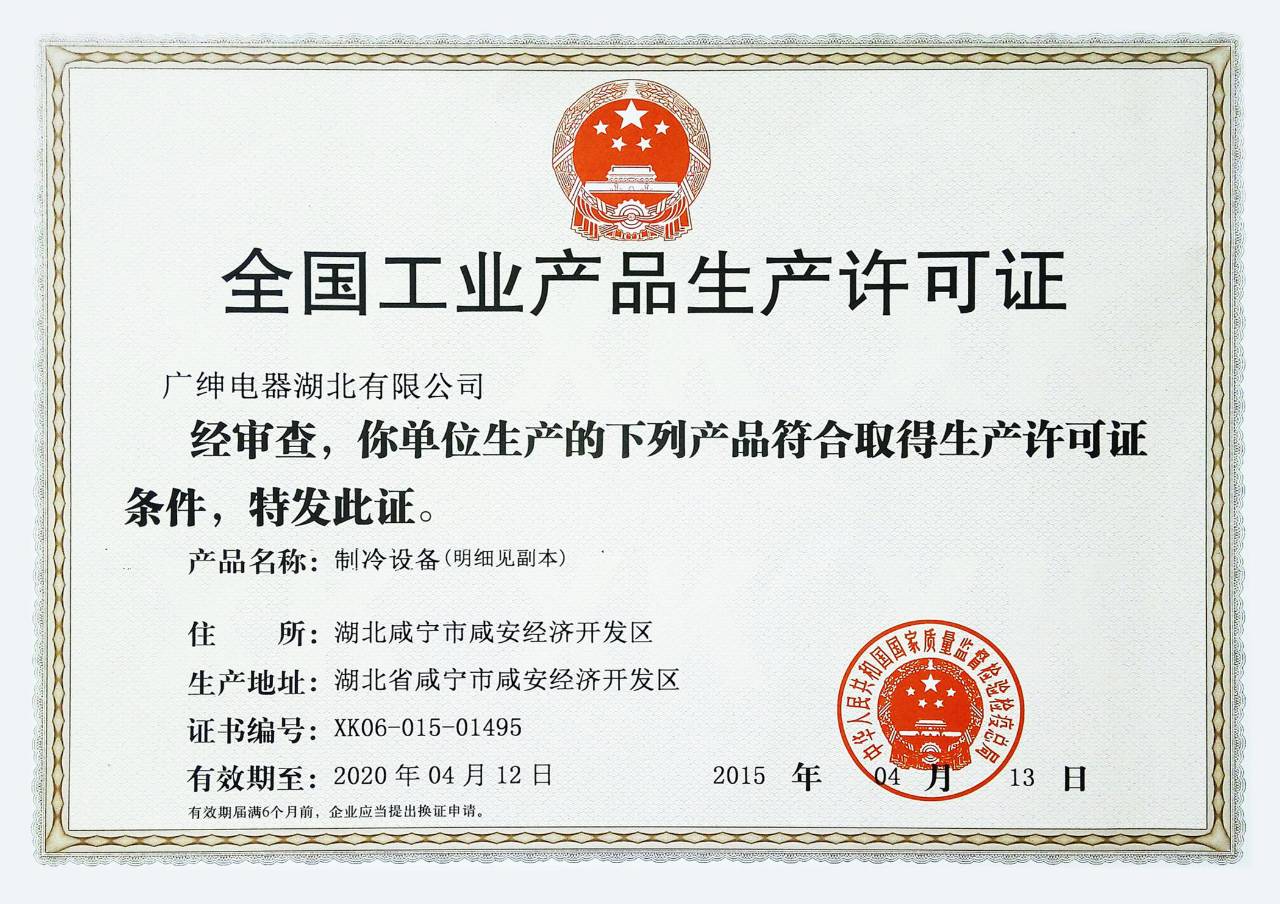 全国工业产品生产许可证
广绅电器湖北有限公司
经审查，你单位生产的下列产品符合取得生产许可证
条件，特发此证。
产品名称：制冷设备(明细见副本)
住 所：湖北咸宁市咸安经济开发区
生产地址：湖北省咸宁市咸安经济开发区
证书编号：XK06-015-01495
有效期至：2020 年 04 月 12 日
2015 年 04 月 13 日
有效期届满6个月前，企业应当提出换证申请。
中华人民共和国国家质量监督检验检疫总局